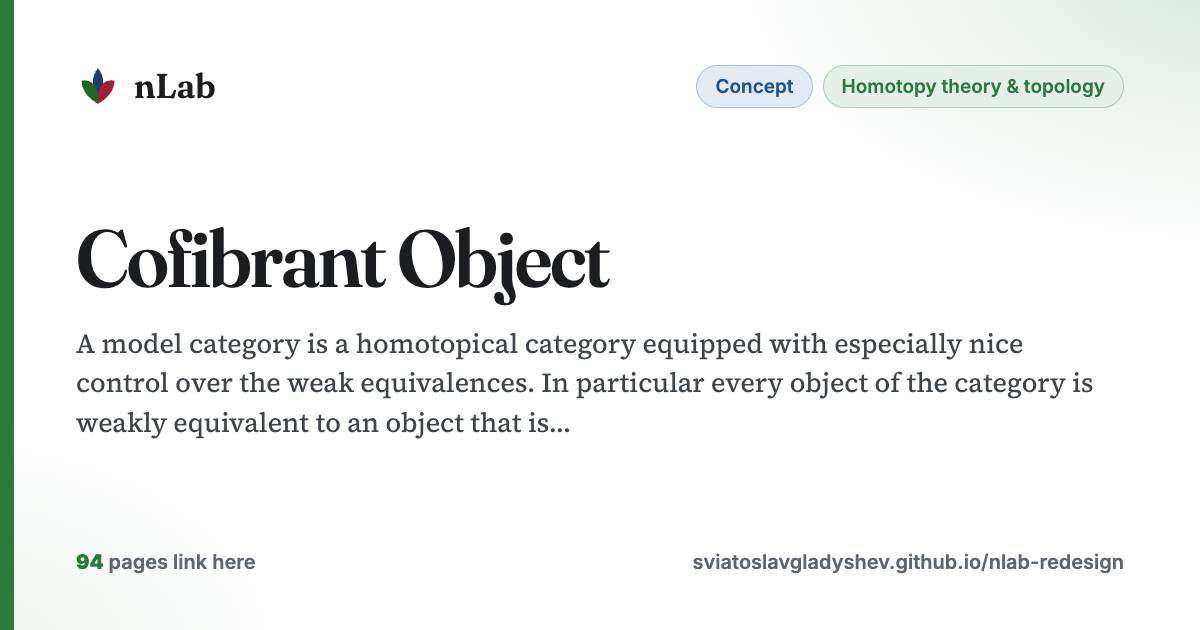 nLab
Concept
Homotopy theory & topology
Cofibrant Object
A model category is a homotopical category equipped with especially nice
control over the weak equivalences. In particular every object of the category is
weakly equivalent to an object that is...
94 pages link here
sviatoslavgladyshev.github.io/nlab-redesign